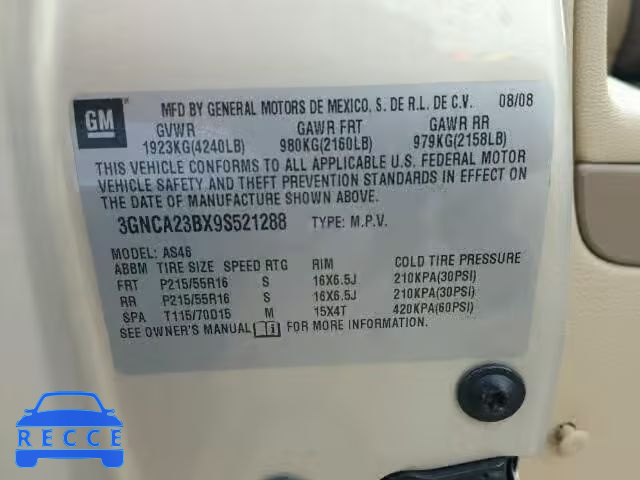 GM
MFD BY GENERAL MOTORS DE MEXICO, S. DE R.L. DE C.V. 08/08
GVWR GAWR FRT GAWR RR
1923KG(4240LB) 980KG(2160LB) 979KG(2158LB)
THIS VEHICLE CONFORMS TO ALL APPLICABLE U.S. FEDERAL MOTOR
VEHICLE SAFETY AND THEFT PREVENTION STANDARDS IN EFFECT ON
THE DATE OF MANUFACTURE SHOWN ABOVE.
3GNCA23BX9S521288 TYPE: M.P.V.
MODEL: AS46
ABBM TIRE SIZE SPEED RTG RIM COLD TIRE PRESSURE
FRT P215/55R16 S 16X6.5J 210KPA(30PSI)
RR P215/55R16 S 16X6.5J 210KPA(30PSI)
SPA T115/70D15 M 15X4T 420KPA(60PSI)
SEE OWNER'S MANUAL i FOR MORE INFORMATION.
RECCE